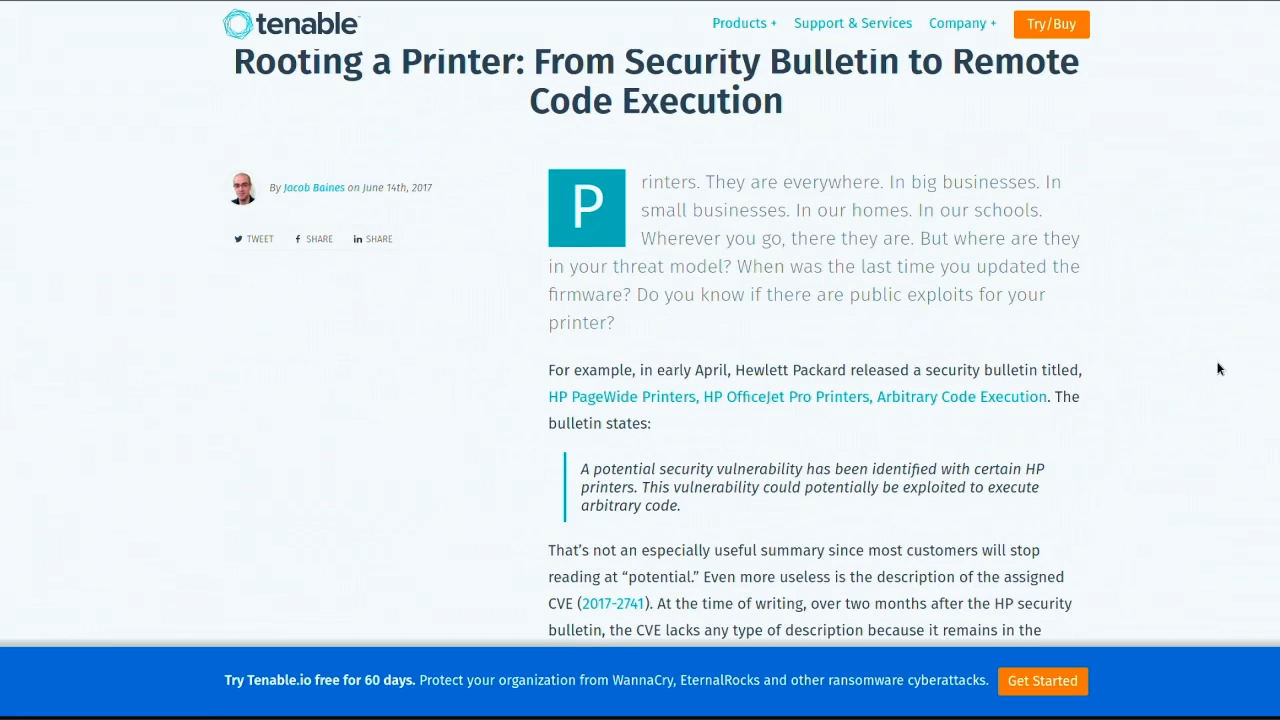 tenable
Products + Support & Services Company + Try/Buy
Rooting a Printer: From Security Bulletin to Remote
Code Execution
By Jacob Baines on June 14th, 2017
TWEET SHARE SHARE
Printers. They are everywhere. In big businesses. In
small businesses. In our homes. In our schools.
Wherever you go, there they are. But where are they
in your threat model? When was the last time you updated the
firmware? Do you know if there are public exploits for your
printer?
For example, in early April, Hewlett Packard released a security bulletin titled,
HP PageWide Printers, HP OfficeJet Pro Printers, Arbitrary Code Execution. The
bulletin states:
A potential security vulnerability has been identified with certain HP
printers. This vulnerability could potentially be exploited to execute
arbitrary code.
That's not an especially useful summary since most customers will stop
reading at “potential.” Even more useless is the description of the assigned
CVE (2017-2741). At the time of writing, over two months after the HP security
bulletin, the CVE lacks any type of description because it remains in the
Try Tenable.io free for 60 days. Protect your organization from WannaCry, EternalRocks and other ransomware cyberattacks. Get Started